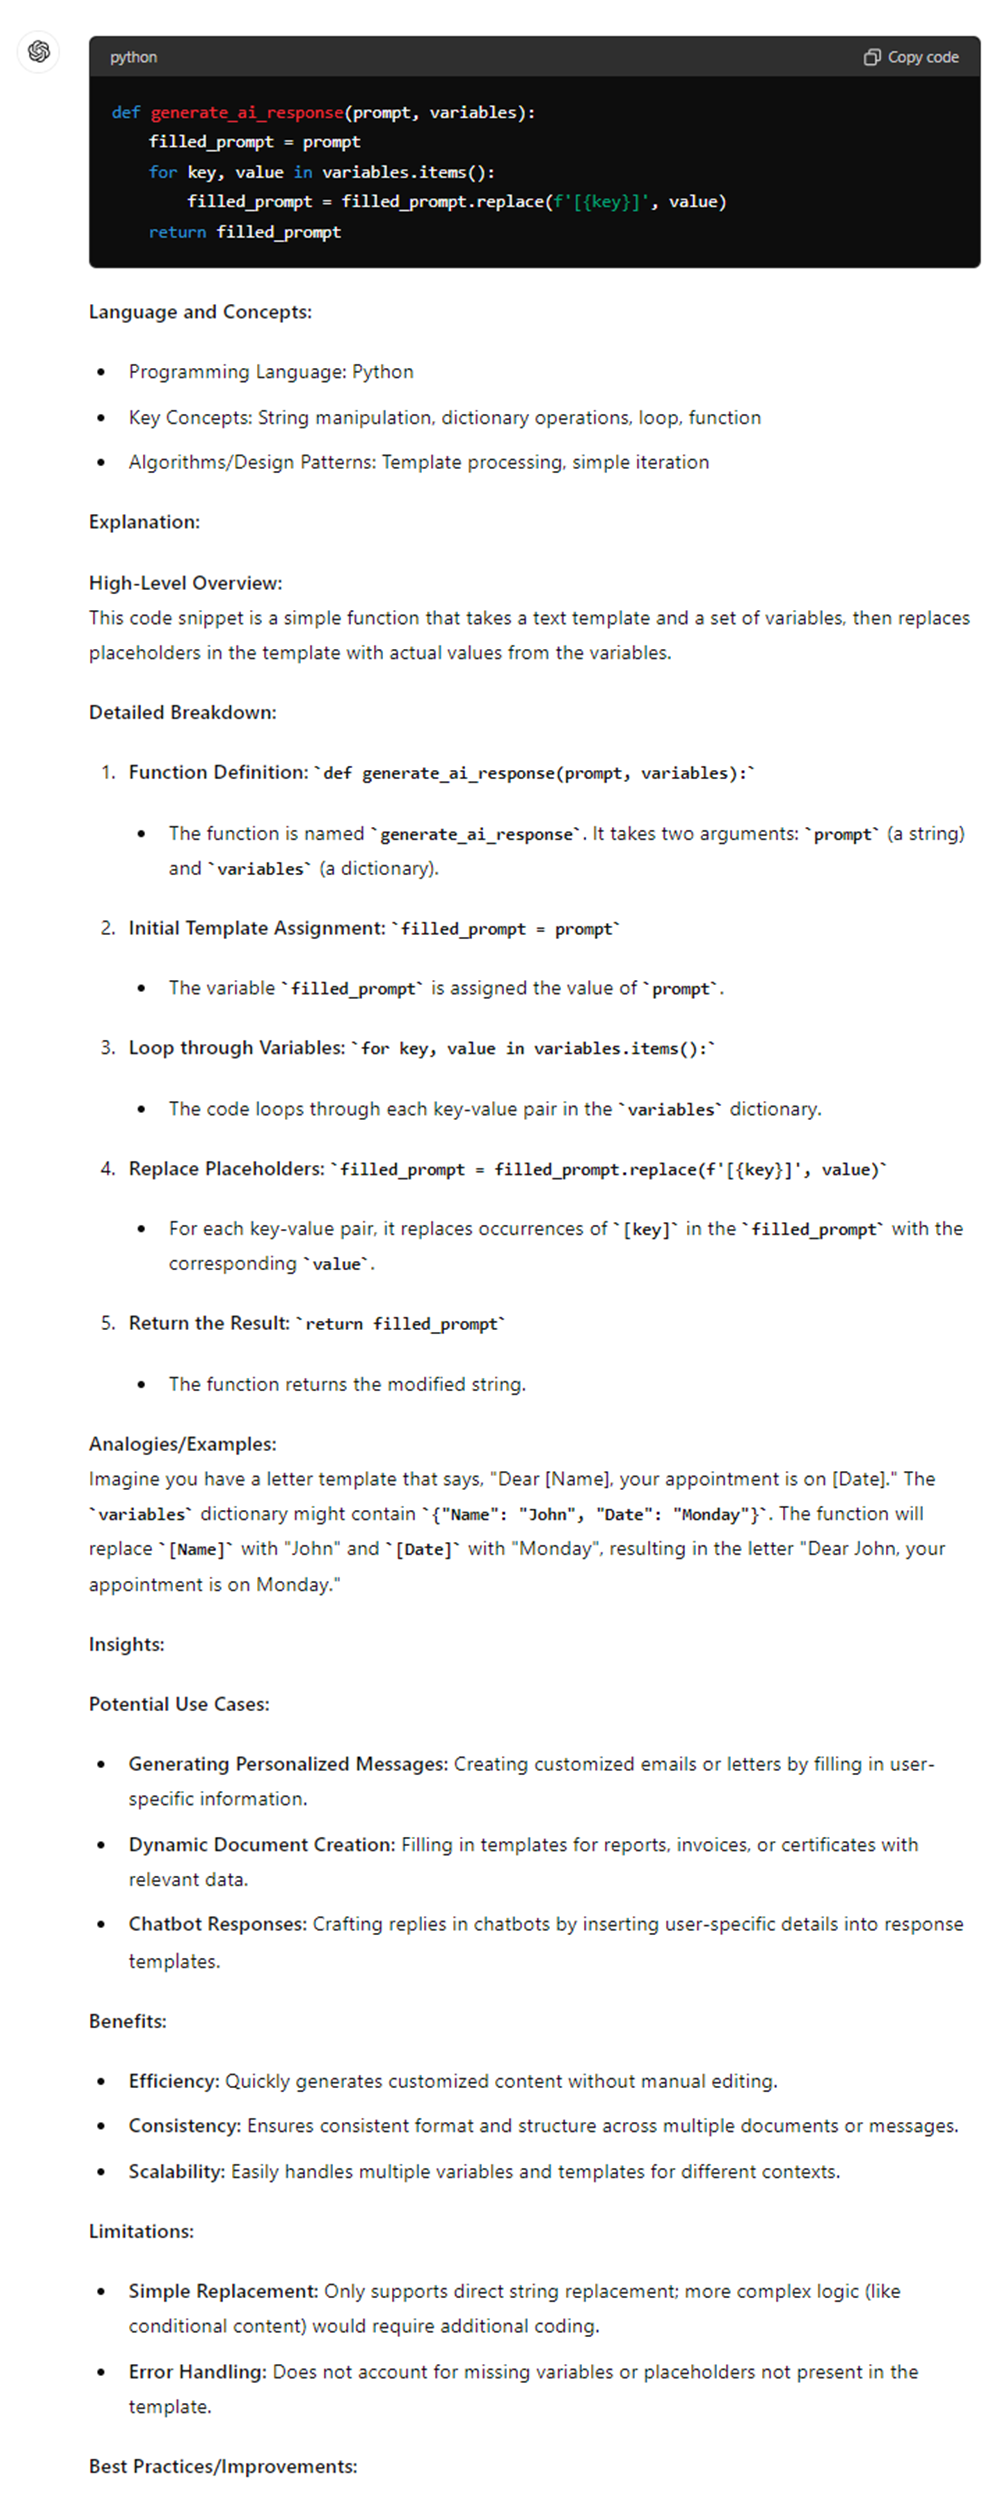 python
Copy code
def generate_ai_response(prompt, variables):
    filled_prompt = prompt
    for key, value in variables.items():
        filled_prompt = filled_prompt.replace(f'[{key}]', value)
    return filled_prompt
Language and Concepts:
• Programming Language: Python
• Key Concepts: String manipulation, dictionary operations, loop, function
• Algorithms/Design Patterns: Template processing, simple iteration
Explanation:
High-Level Overview:
This code snippet is a simple function that takes a text template and a set of variables, then replaces
placeholders in the template with actual values from the variables.
Detailed Breakdown:
1. Function Definition: `def generate_ai_response(prompt, variables):`
• The function is named `generate_ai_response`. It takes two arguments: `prompt` (a string)
and `variables` (a dictionary).
2. Initial Template Assignment: `filled_prompt = prompt`
• The variable `filled_prompt` is assigned the value of `prompt`.
3. Loop through Variables: `for key, value in variables.items():`
• The code loops through each key-value pair in the `variables` dictionary.
4. Replace Placeholders: `filled_prompt = filled_prompt.replace(f'[{key}]', value)`
• For each key-value pair, it replaces occurrences of `[key]` in the `filled_prompt` with the
corresponding `value`.
5. Return the Result: `return filled_prompt`
• The function returns the modified string.
Analogies/Examples:
Imagine you have a letter template that says, "Dear [Name], your appointment is on [Date]." The
`variables` dictionary might contain `{"Name": "John", "Date": "Monday"}`. The function will
replace `[Name]` with "John" and `[Date]` with "Monday", resulting in the letter "Dear John, your
appointment is on Monday."
Insights:
Potential Use Cases:
• Generating Personalized Messages: Creating customized emails or letters by filling in user-
specific information.
• Dynamic Document Creation: Filling in templates for reports, invoices, or certificates with
relevant data.
• Chatbot Responses: Crafting replies in chatbots by inserting user-specific details into response
templates.
Benefits:
• Efficiency: Quickly generates customized content without manual editing.
• Consistency: Ensures consistent format and structure across multiple documents or messages.
• Scalability: Easily handles multiple variables and templates for different contexts.
Limitations:
• Simple Replacement: Only supports direct string replacement; more complex logic (like
conditional content) would require additional coding.
• Error Handling: Does not account for missing variables or placeholders not present in the
template.
Best Practices/Improvements: